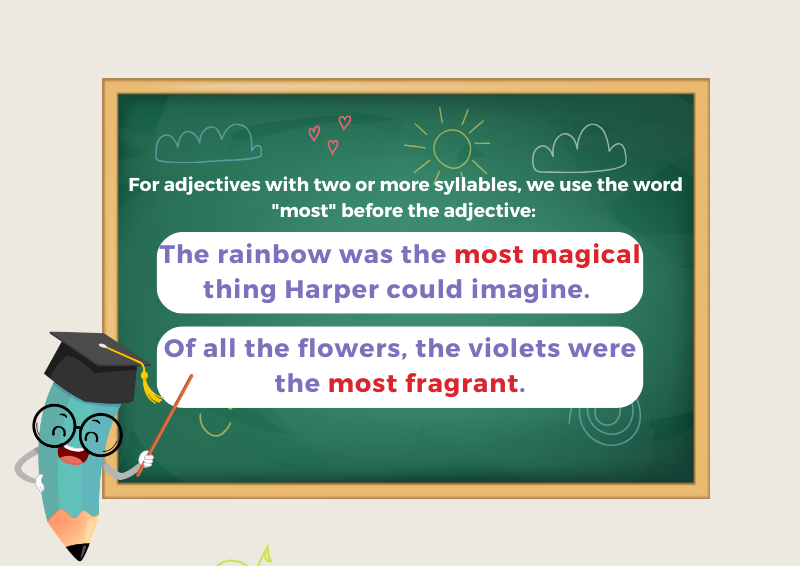 For adjectives with two or more syllables, we use the word
"most" before the adjective:
The rainbow was the most magical
thing Harper could imagine.
Of all the flowers, the violets were
the most fragrant.